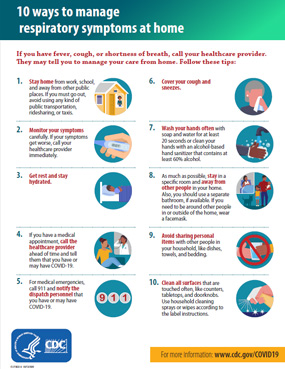 10 ways to manage
respiratory symptoms at home
If you have fever, cough, or shortness of breath, call your healthcare provider.
They may tell you to manage your care from home. Follow these tips:
1. Stay home from work, school,
and away from other public
places. If you must go out,
avoid using any kind of
public transportation,
ridesharing, or taxis.
2. Monitor your symptoms
carefully. If your symptoms
get worse, call your
healthcare provider
immediately.
3. Get rest and stay
hydrated.
4. If you have a medical
appointment, call the
healthcare provider
ahead of time and tell
them that you have or
may have COVID-19.
5. For medical emergencies,
call 911 and notify the
dispatch personnel that
you have or may have
COVID-19.
911
6. Cover your cough and
sneezes.
7. Wash your hands often with
soap and water for at least
20 seconds or clean your
hands with an alcohol-based
hand sanitizer that contains at
least 60% alcohol.
8. As much as possible, stay in a
specific room and away from
other people in your home.
Also, you should use a separate
bathroom, if available. If you
need to be around other people
in or outside of the home, wear
a facemask.
9. Avoid sharing personal
items with other people in
your household, like dishes,
towels, and bedding.
10. Clean all surfaces that are
touched often, like counters,
tabletops, and doorknobs.
Use household cleaning
sprays or wipes according to
the label instructions.
CDC
For more information: www.cdc.gov/COVID19